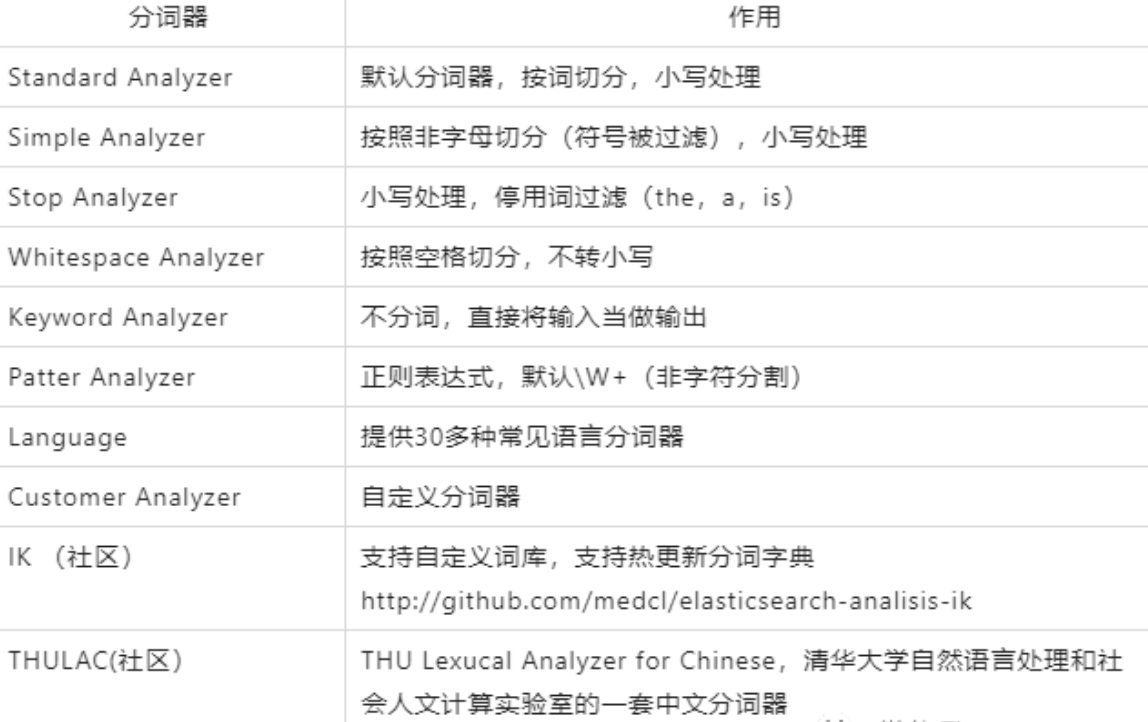 分词器 作用
Standard Analyzer 默认分词器，按词切分，小写处理
Simple Analyzer 按照非字母切分（符号被过滤），小写处理
Stop Analyzer 小写处理，停用词过滤（the，a，is）
Whitespace Analyzer 按照空格切分，不转小写
Keyword Analyzer 不分词，直接将输入当做输出
Patter Analyzer 正则表达式，默认\W+（非字符分割）
Language 提供30多种常见语言分词器
Customer Analyzer 自定义分词器
IK （社区） 支持自定义词库，支持热更新分词字典
http://github.com/medcl/elasticsearch-analisis-ik
THULAC(社区） THU Lexucal Analyzer for Chinese，清华大学自然语言处理和社
会人文计算实验室的一套中文分词器